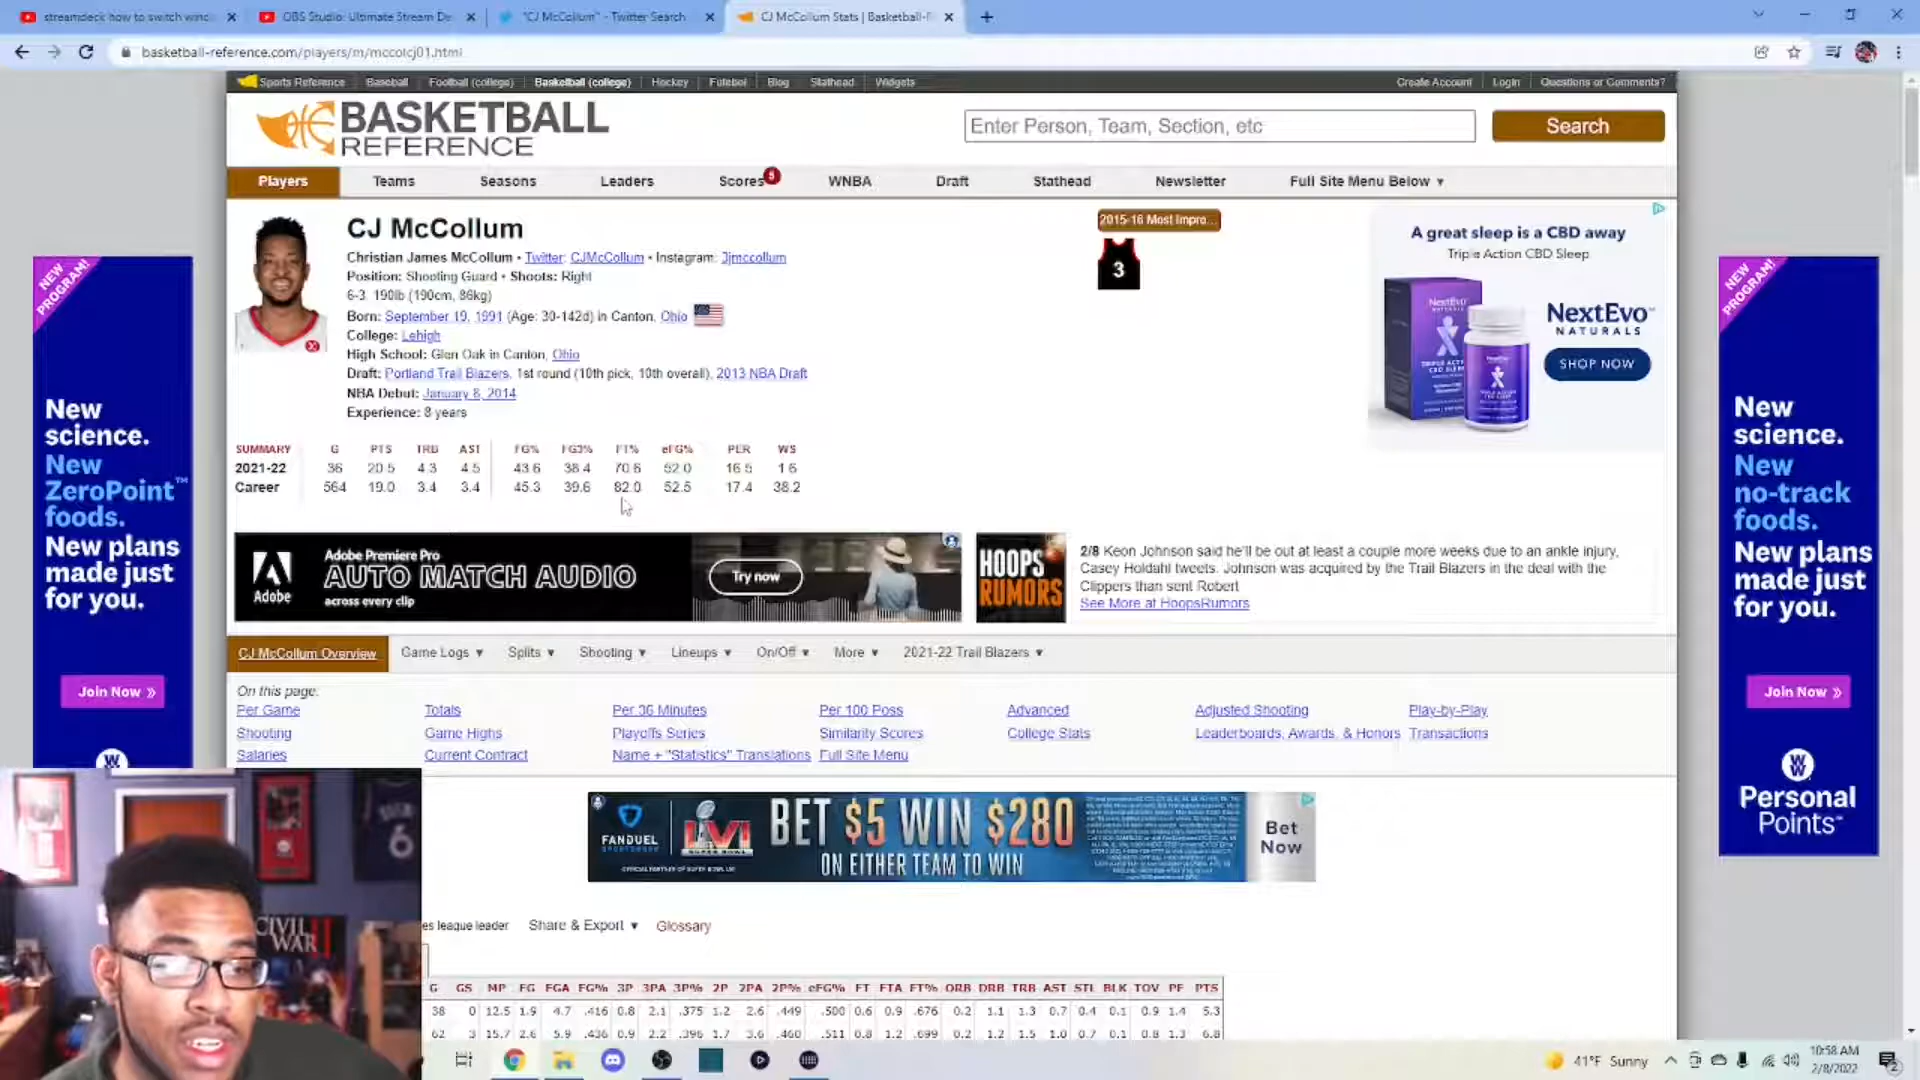 streamdeck how to switch wind
OBS Studio: Ultimate Stream De
"CJ McCollum" - Twitter Search
CJ McCollum Stats | Basketball-R
basketball-reference.com/players/m/mccolcj01.html
Sports Reference Baseball Football (college) Basketball (college) Hockey Futebol Blog Stathead Widgets Create Account Login Questions or Comments?
BASKETBALL
REFERENCE
Enter Person, Team, Section, etc
Search
Players Teams Seasons Leaders Scores 5 WNBA Draft Stathead Newsletter Full Site Menu Below ▼
CJ McCollum
Christian James McCollum • Twitter: CJMcCollum • Instagram: 3jmccollum
Position: Shooting Guard • Shoots: Right
6-3, 190lb (190cm, 86kg)
Born: September 19, 1991 (Age: 30-142d) in Canton, Ohio
College: Lehigh
High School: Glen Oak in Canton, Ohio
Draft: Portland Trail Blazers, 1st round (10th pick, 10th overall), 2013 NBA Draft
NBA Debut: January 8, 2014
Experience: 8 years
2015-16 Most Impro...
3
A great sleep is a CBD away
Triple Action CBD Sleep
NextEvo
NATURALS
SHOP NOW
SUMMARY G PTS TRB AST FG% FG3% FT% eFG% PER WS
2021-22 36 20.5 4.3 4.5 43.6 38.4 70.6 52.0 16.5 1.6
Career 564 19.0 3.4 3.4 45.3 39.6 82.0 52.5 17.4 38.2
NEW PROGRAM!
New
science.
New
ZeroPoint™
foods.
New plans
made just
for you.
Join Now »
W
NEW PROGRAM!
New
science.
New
no-track
foods.
New plans
made just
for you.
Join Now »
WW
Personal
Points™
Adobe
Adobe Premiere Pro
AUTO MATCH AUDIO
across every clip
Try now
HOOPS
RUMORS
2/8 Keon Johnson said he'll be out at least a couple more weeks due to an ankle injury,
Casey Holdahl tweets. Johnson was acquired by the Trail Blazers in the deal with the
Clippers than sent Robert
See More at HoopsRumors
CJ McCollum Overview Game Logs ▼ Splits ▼ Shooting ▼ Lineups ▼ On/Off ▼ More ▼ 2021-22 Trail Blazers ▼
On this page:
Per Game Totals Per 36 Minutes Per 100 Poss Advanced Adjusted Shooting Play-by-Play
Shooting Game Highs Playoffs Series Similarity Scores College Stats Leaderboards, Awards, & Honors Transactions
Salaries Current Contract Name + "Statistics" Translations Full Site Menu
FANDUEL
SPORTSBOOK
LVI
BET $5 WIN $280
ON EITHER TEAM TO WIN
Bet
Now
CIVIL
WAR II
6
es league leader Share & Export ▼ Glossary
G GS MP FG FGA FG% 3P 3PA 3P% 2P 2PA 2P% eFG% FT FTA FT% ORB DRB TRB AST STL BLK TOV PF PTS
38 0 12.5 1.9 4.7 .416 0.8 2.1 .375 1.2 2.6 .449 .500 0.6 0.9 .676 0.2 1.1 1.3 0.7 0.4 0.1 0.9 1.4 5.3
62 3 15.7 2.6 5.9 .436 0.9 2.2 .396 1.7 3.6 .460 .511 0.8 1.2 .699 0.2 1.2 1.5 1.0 0.7 0.1 0.8 1.3 6.8
41°F Sunny
10:58 AM
2/8/2022